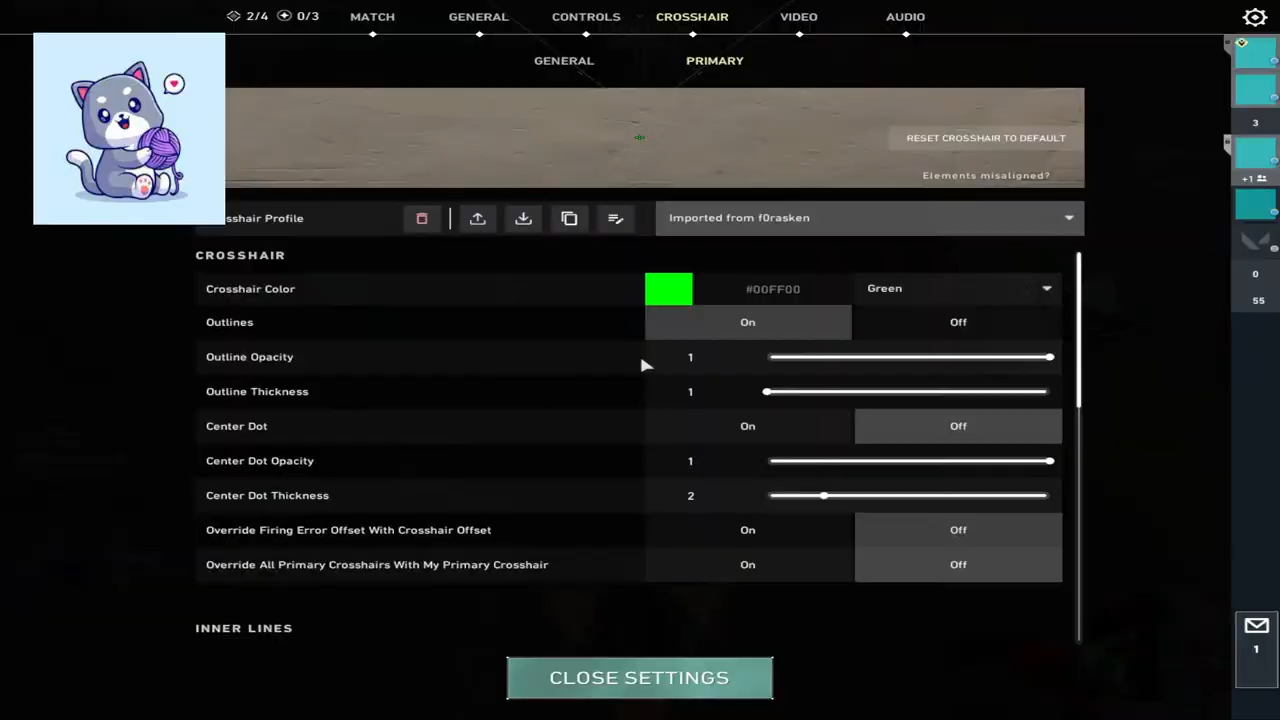 2/4 0/3 MATCH GENERAL CONTROLS CROSSHAIR VIDEO AUDIO
GENERAL PRIMARY
RESET CROSSHAIR TO DEFAULT
Elements misaligned?
sshair Profile
Imported from f0rasken
CROSSHAIR
Crosshair Color #00FF00 Green
Outlines On Off
Outline Opacity 1
Outline Thickness 1
Center Dot On Off
Center Dot Opacity 1
Center Dot Thickness 2
Override Firing Error Offset With Crosshair Offset On Off
Override All Primary Crosshairs With My Primary Crosshair On Off
INNER LINES
CLOSE SETTINGS
3
+1
0
55
1